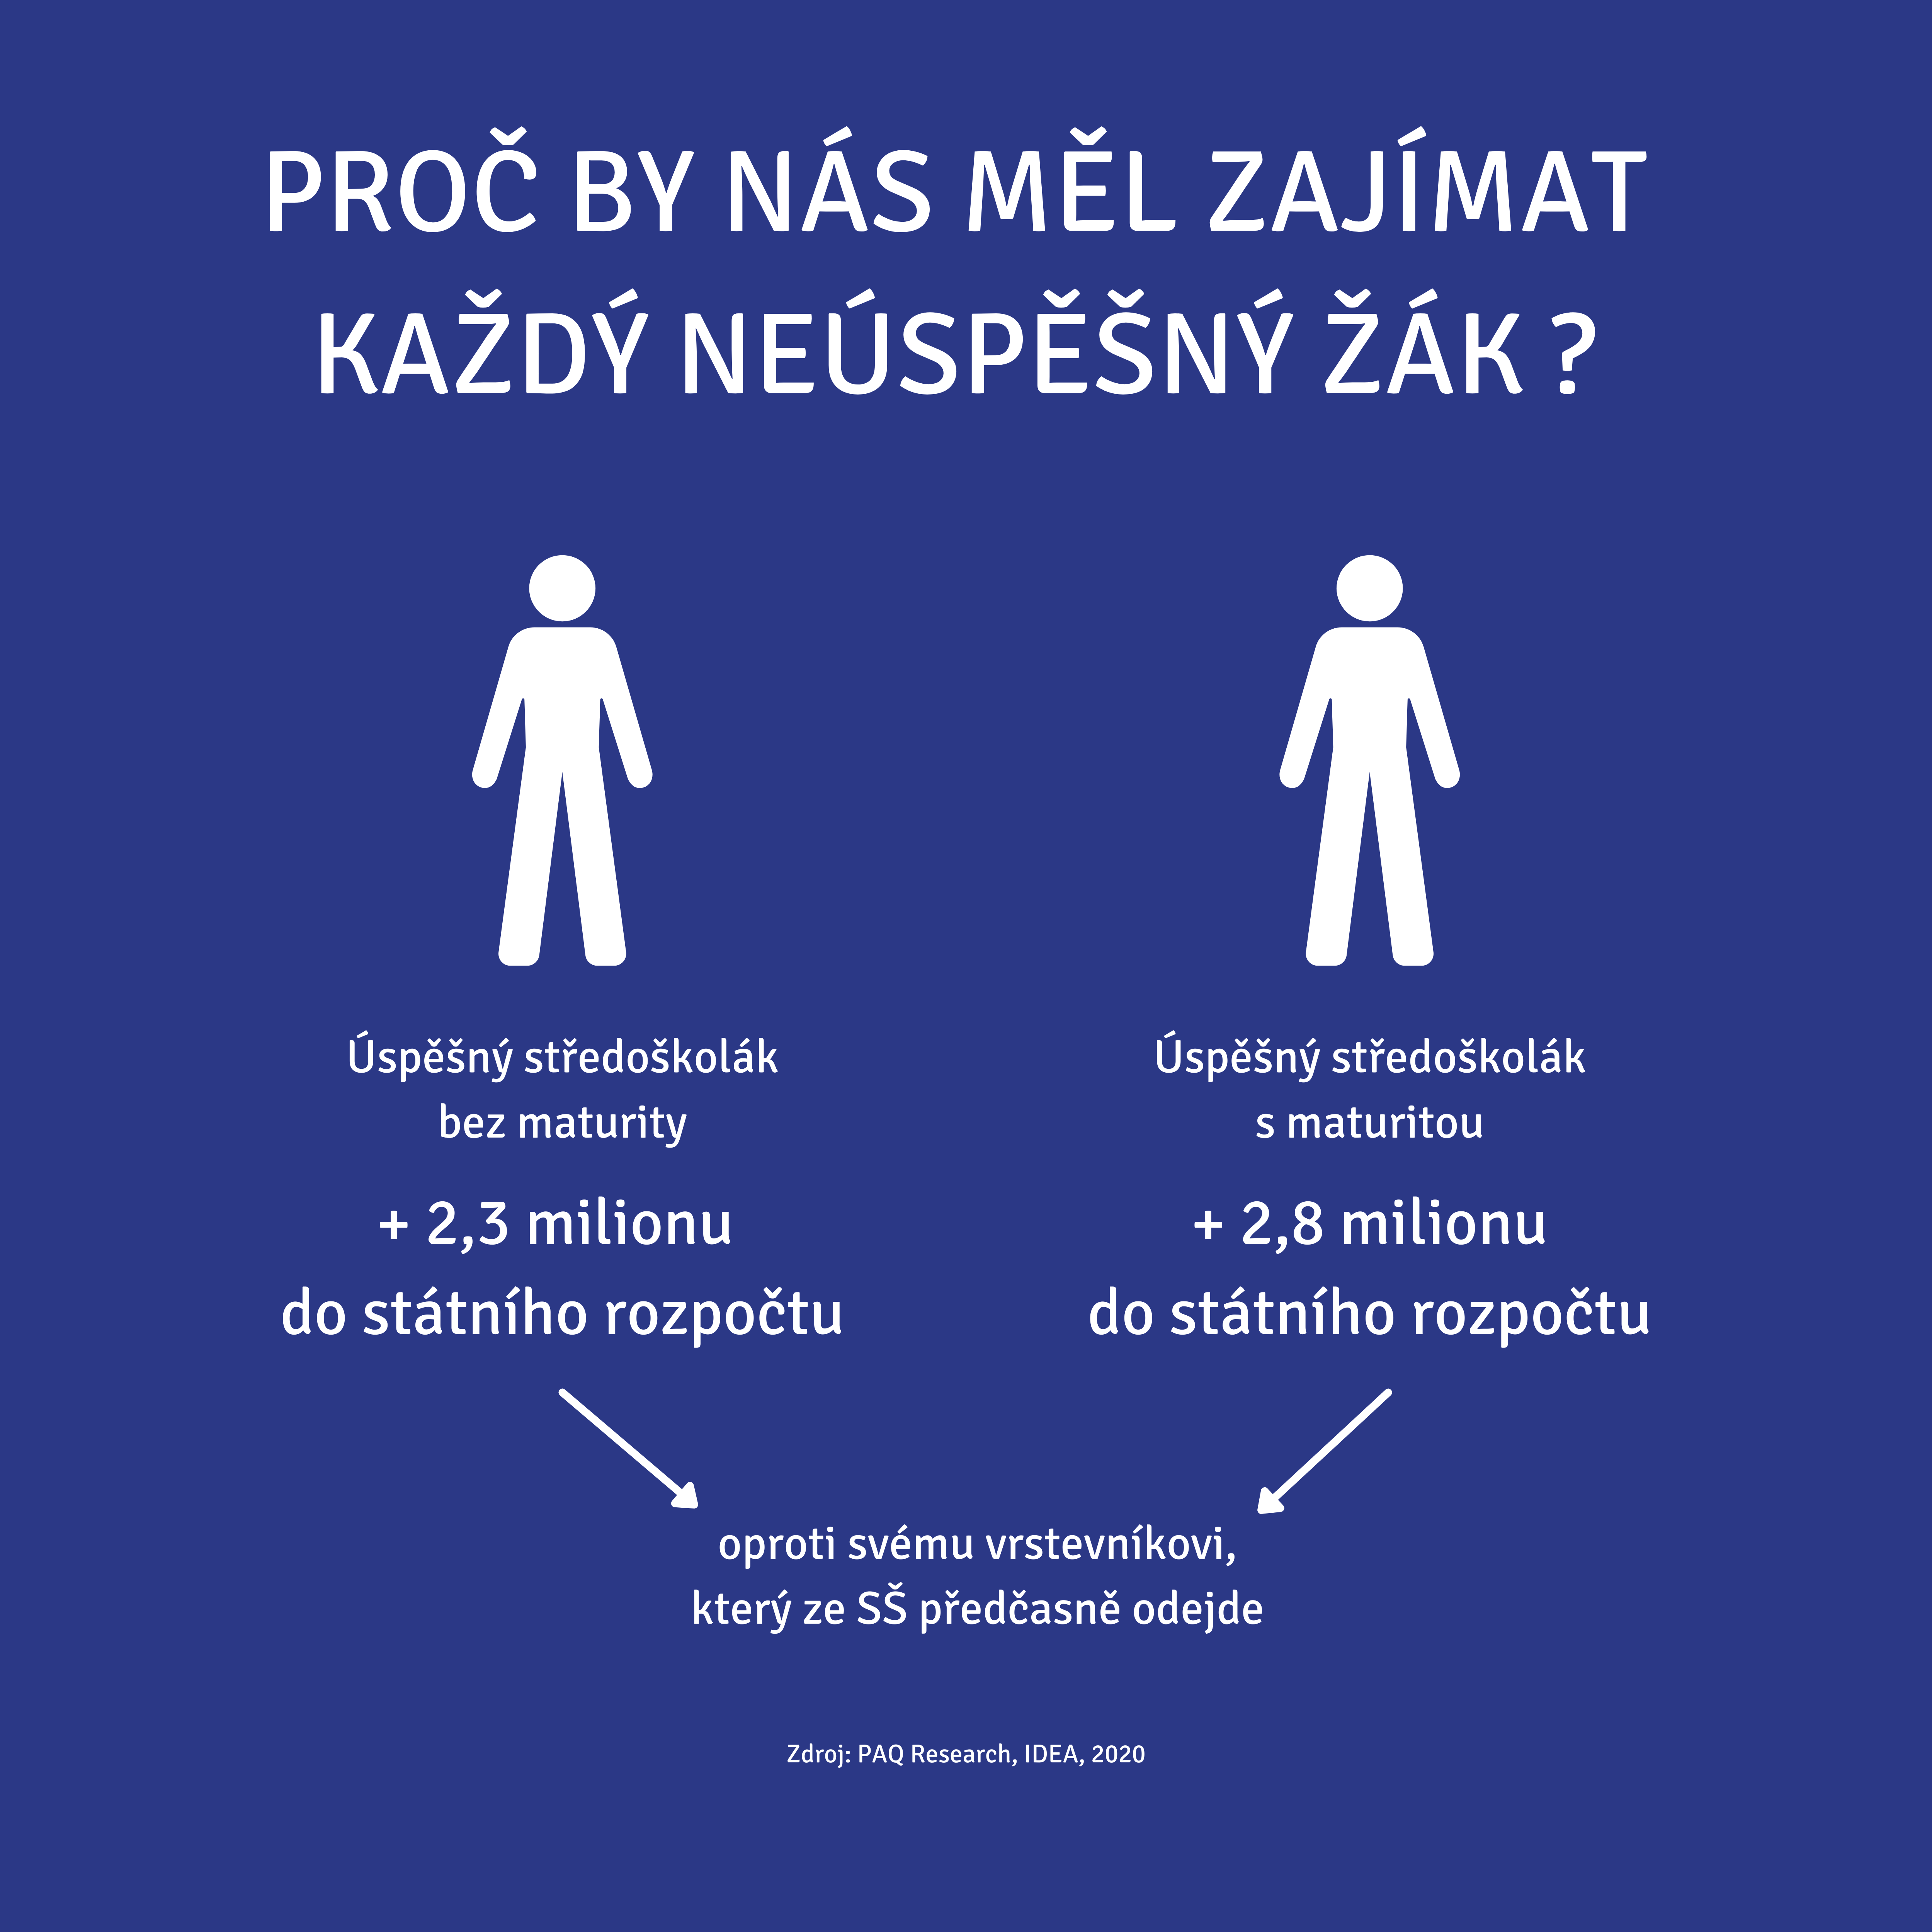 PROČ BY NÁS MĚL ZAJÍMAT
KAŽDÝ NEÚSPĚŠNÝ ŽÁK ?
Úspěšný středoškolák
bez maturity
+ 2,3 milionu
do státního rozpočtu
Úspěšný středoškolák
s maturitou
+ 2,8 milionu
do státního rozpočtu
oproti svému vrstevníkovi,
který ze SŠ předčasně odejde
Zdroj: PAQ Research, IDEA, 2020